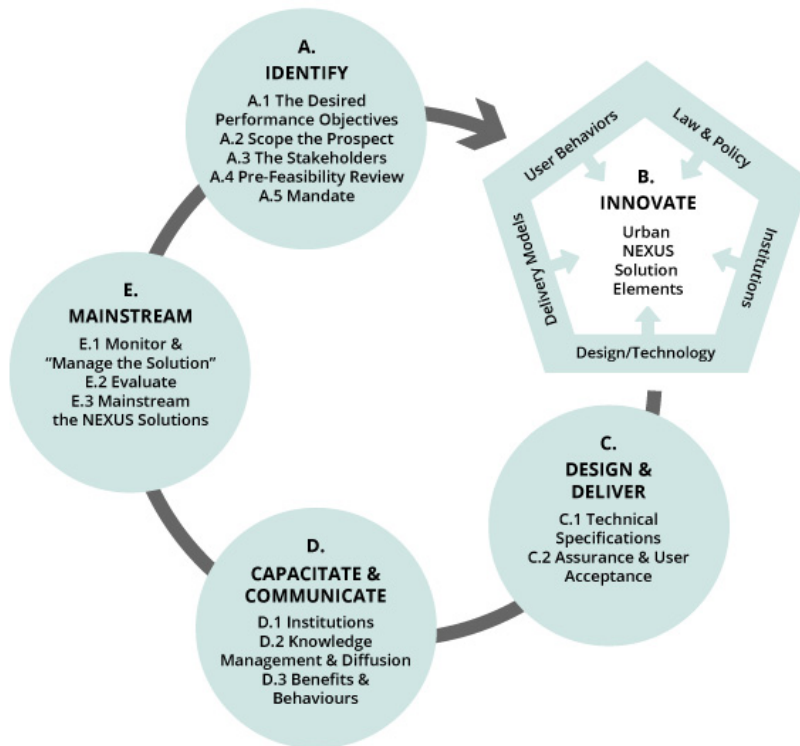 A.
IDENTIFY
A.1 The Desired
Performance Objectives
A.2 Scope the Prospect
A.3 The Stakeholders
A.4 Pre-Feasibility Review
A.5 Mandate
User Behaviors
Law & Policy
Delivery Models
Institutions
Design/Technology
B.
INNOVATE
Urban
NEXUS
Solution
Elements
C.
DESIGN &
DELIVER
C.1 Technical
Specifications
C.2 Assurance & User
Acceptance
D.
CAPACITATE &
COMMUNICATE
D.1 Institutions
D.2 Knowledge
Management & Diffusion
D.3 Benefits &
Behaviours
E.
MAINSTREAM
E.1 Monitor &
“Manage the Solution”
E.2 Evaluate
E.3 Mainstream
the NEXUS Solutions